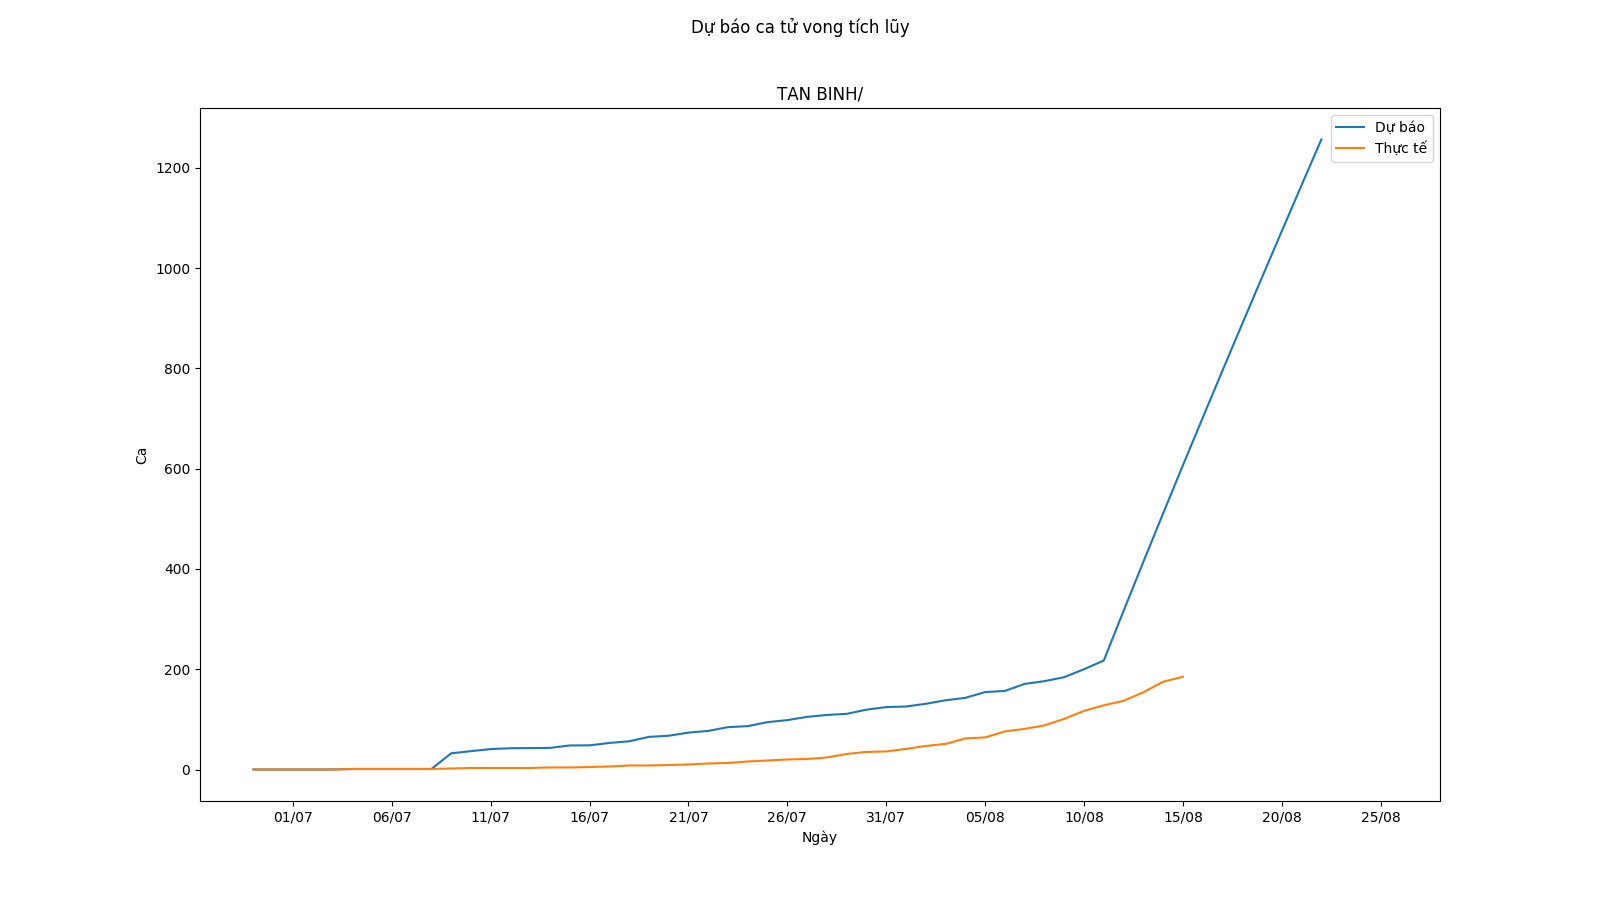 Dự báo ca tử vong tích lũy
TAN BINH/
Dự báo
Thực tế
1200
1000
800
600
400
200
0
Ca
01/07 06/07 11/07 16/07 21/07 26/07 31/07 05/08 10/08 15/08 20/08 25/08
Ngày